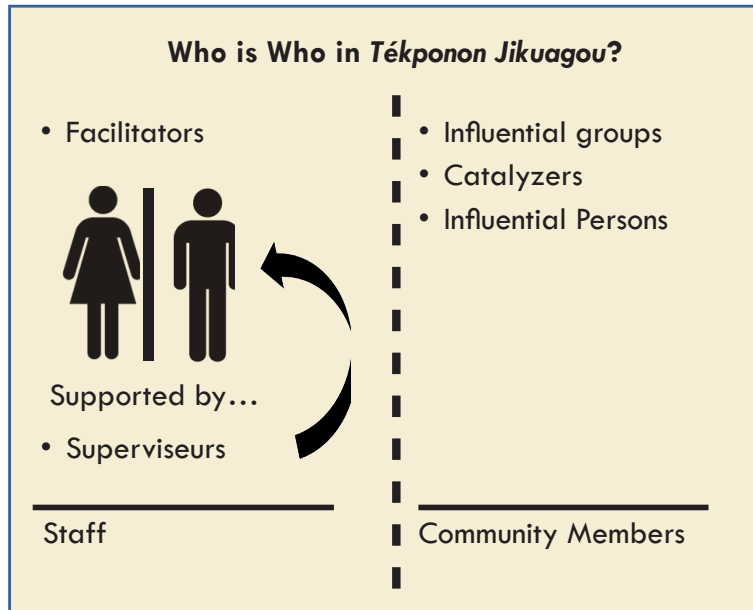 Who is Who in Tékponon Jikuagou?
• Facilitators
Supported by…
• Superviseurs
Staff
• Influential groups
• Catalyzers
• Influential Persons
Community Members